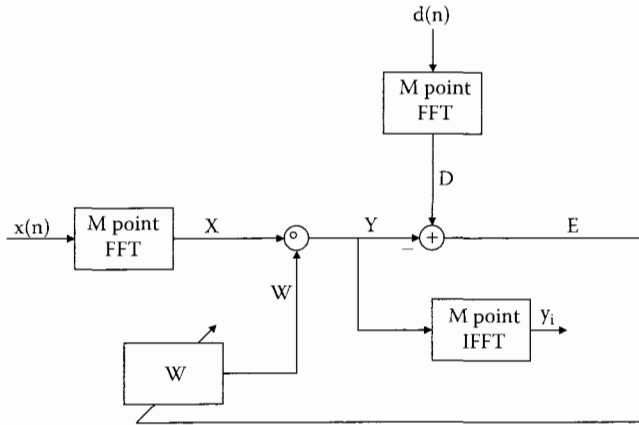 d(n)
M point
FFT
D
x(n)
M point
FFT
X
Y
−
+
E
W
M point
IFFT
yi
W